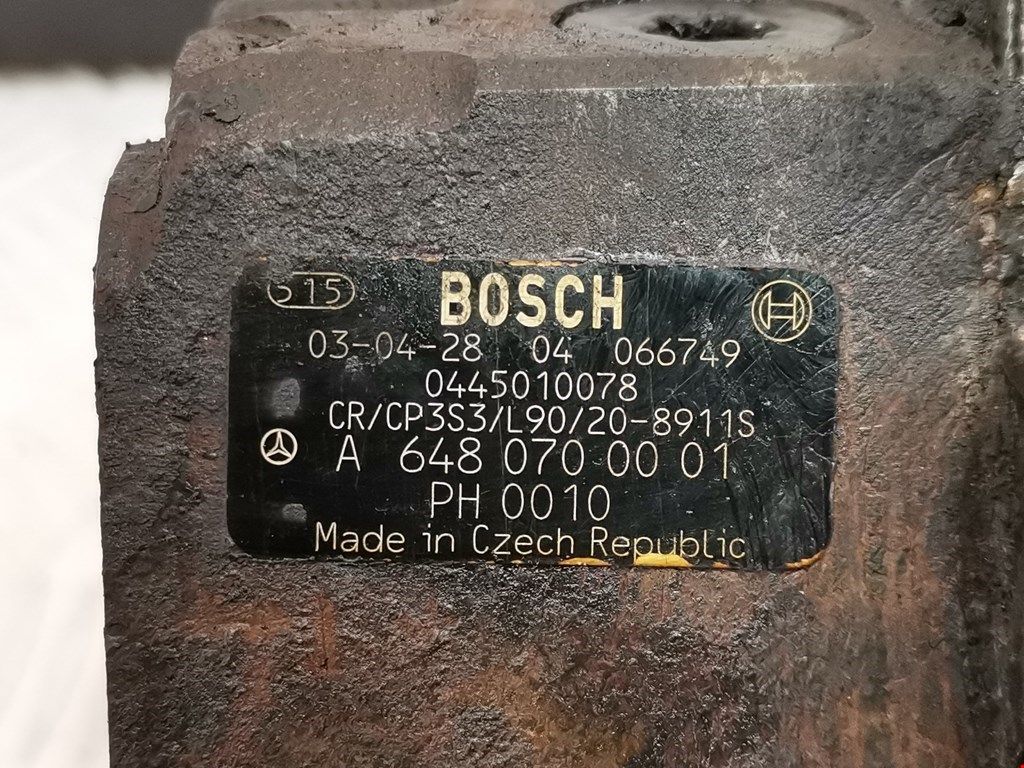 S 15
BOSCH
03-04-28 04 066749
0445010078
CR/CP3S3/L90/20-8911S
A 648 070 00 01
PH 0010
Made in Czech Republic